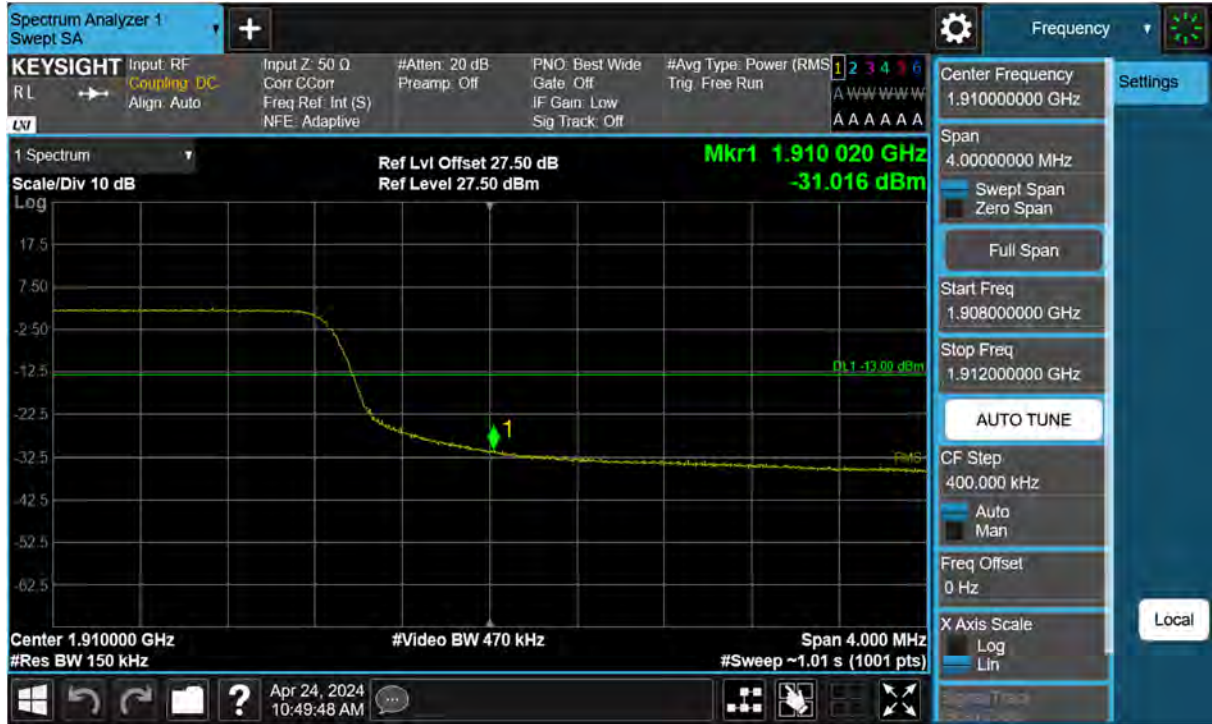 Spectrum Analyzer 1
Swept SA
+
Frequency
KEYSIGHT
R L
LXI
Input: RF
Coupling: DC
Align: Auto
Input Z: 50 Ω
Corr CCorr
Freq Ref: Int (S)
NFE: Adaptive
#Atten: 20 dB
Preamp: Off
PNO: Best Wide
Gate: Off
IF Gain: Low
Sig Track: Off
#Avg Type: Power (RMS
Trig: Free Run
1 2 3 4 5 6
A W W W W W
A A A A A A
1 Spectrum
Scale/Div 10 dB
Log
Ref Lvl Offset 27.50 dB
Ref Level 27.50 dBm
Mkr1 1.910 020 GHz
-31.016 dBm
17.5
7.50
-2.50
-12.5
-22.5
-32.5
-42.5
-52.5
-62.5
DL1 -13.00 dBm
1
RMS
Center 1.910000 GHz
#Res BW 150 kHz
#Video BW 470 kHz
Span 4.000 MHz
#Sweep ~1.01 s (1001 pts)
Center Frequency
1.910000000 GHz
Settings
Span
4.00000000 MHz
Swept Span
Zero Span
Full Span
Start Freq
1.908000000 GHz
Stop Freq
1.912000000 GHz
AUTO TUNE
CF Step
400.000 kHz
Auto
Man
Freq Offset
0 Hz
X Axis Scale
Log
Lin
Local
?
Apr 24, 2024
10:49:48 AM